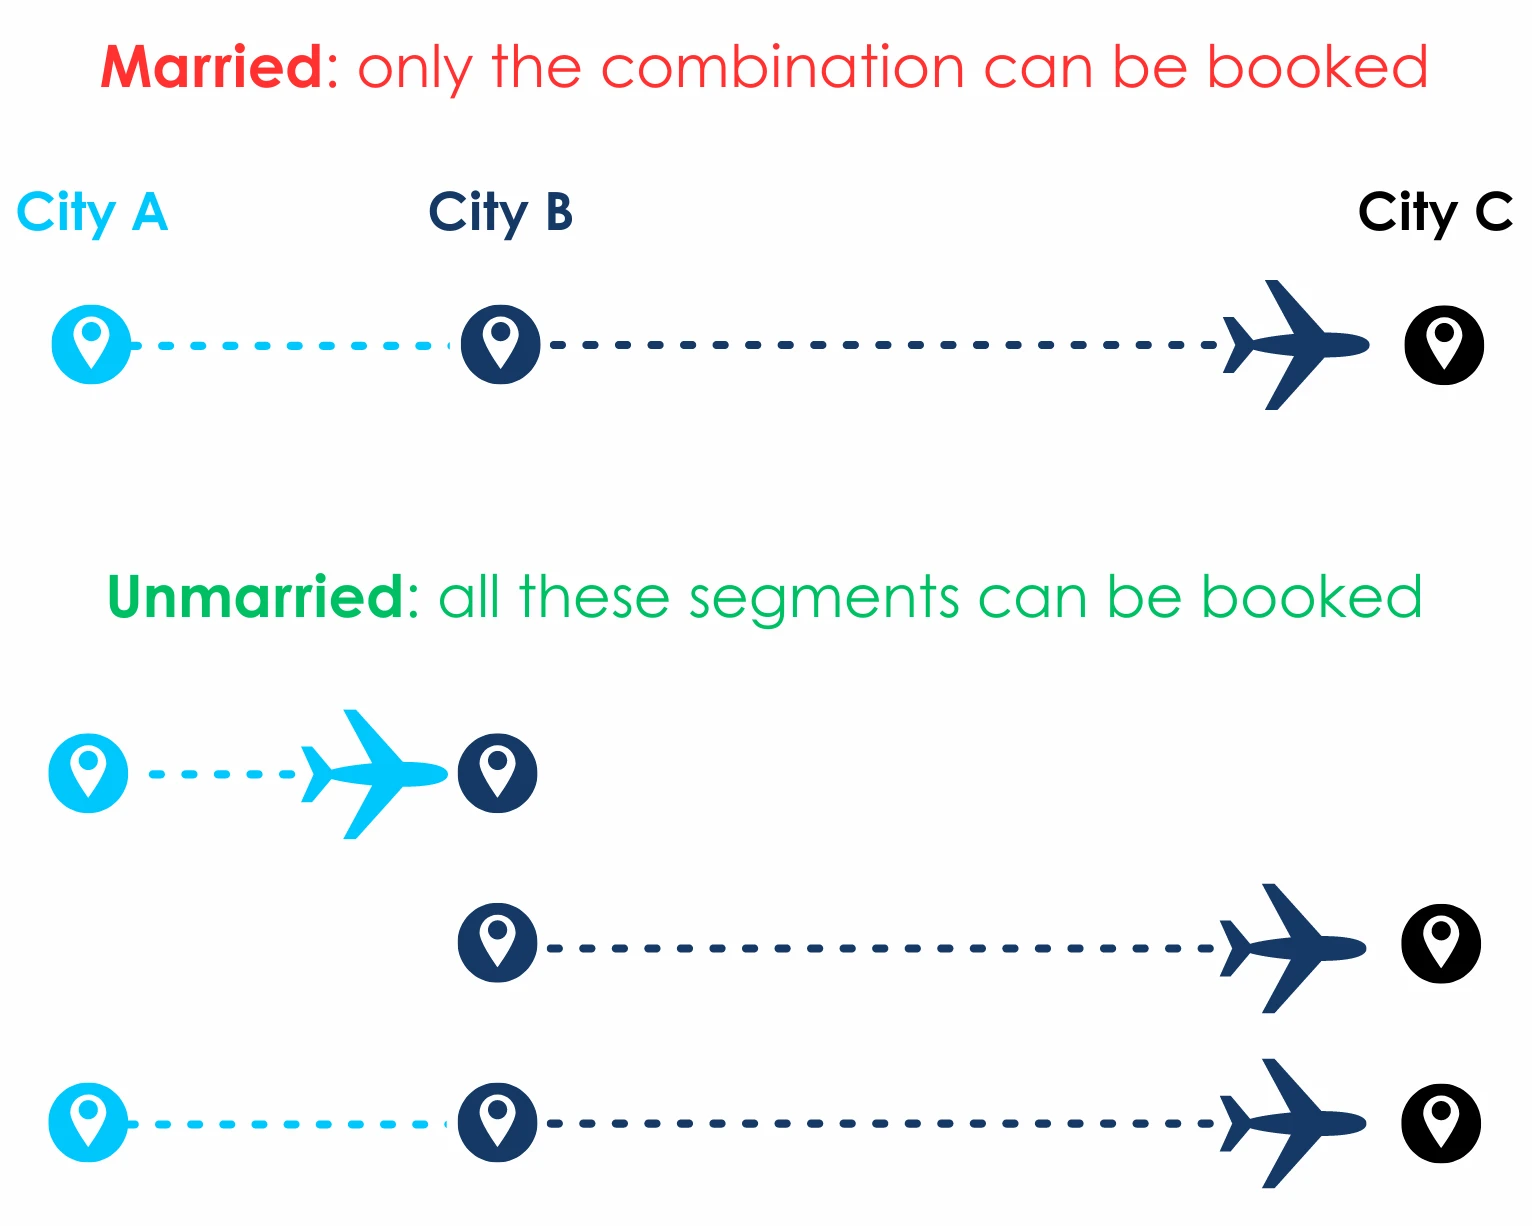 Married: only the combination can be booked
City A City B City C
Unmarried: all these segments can be booked